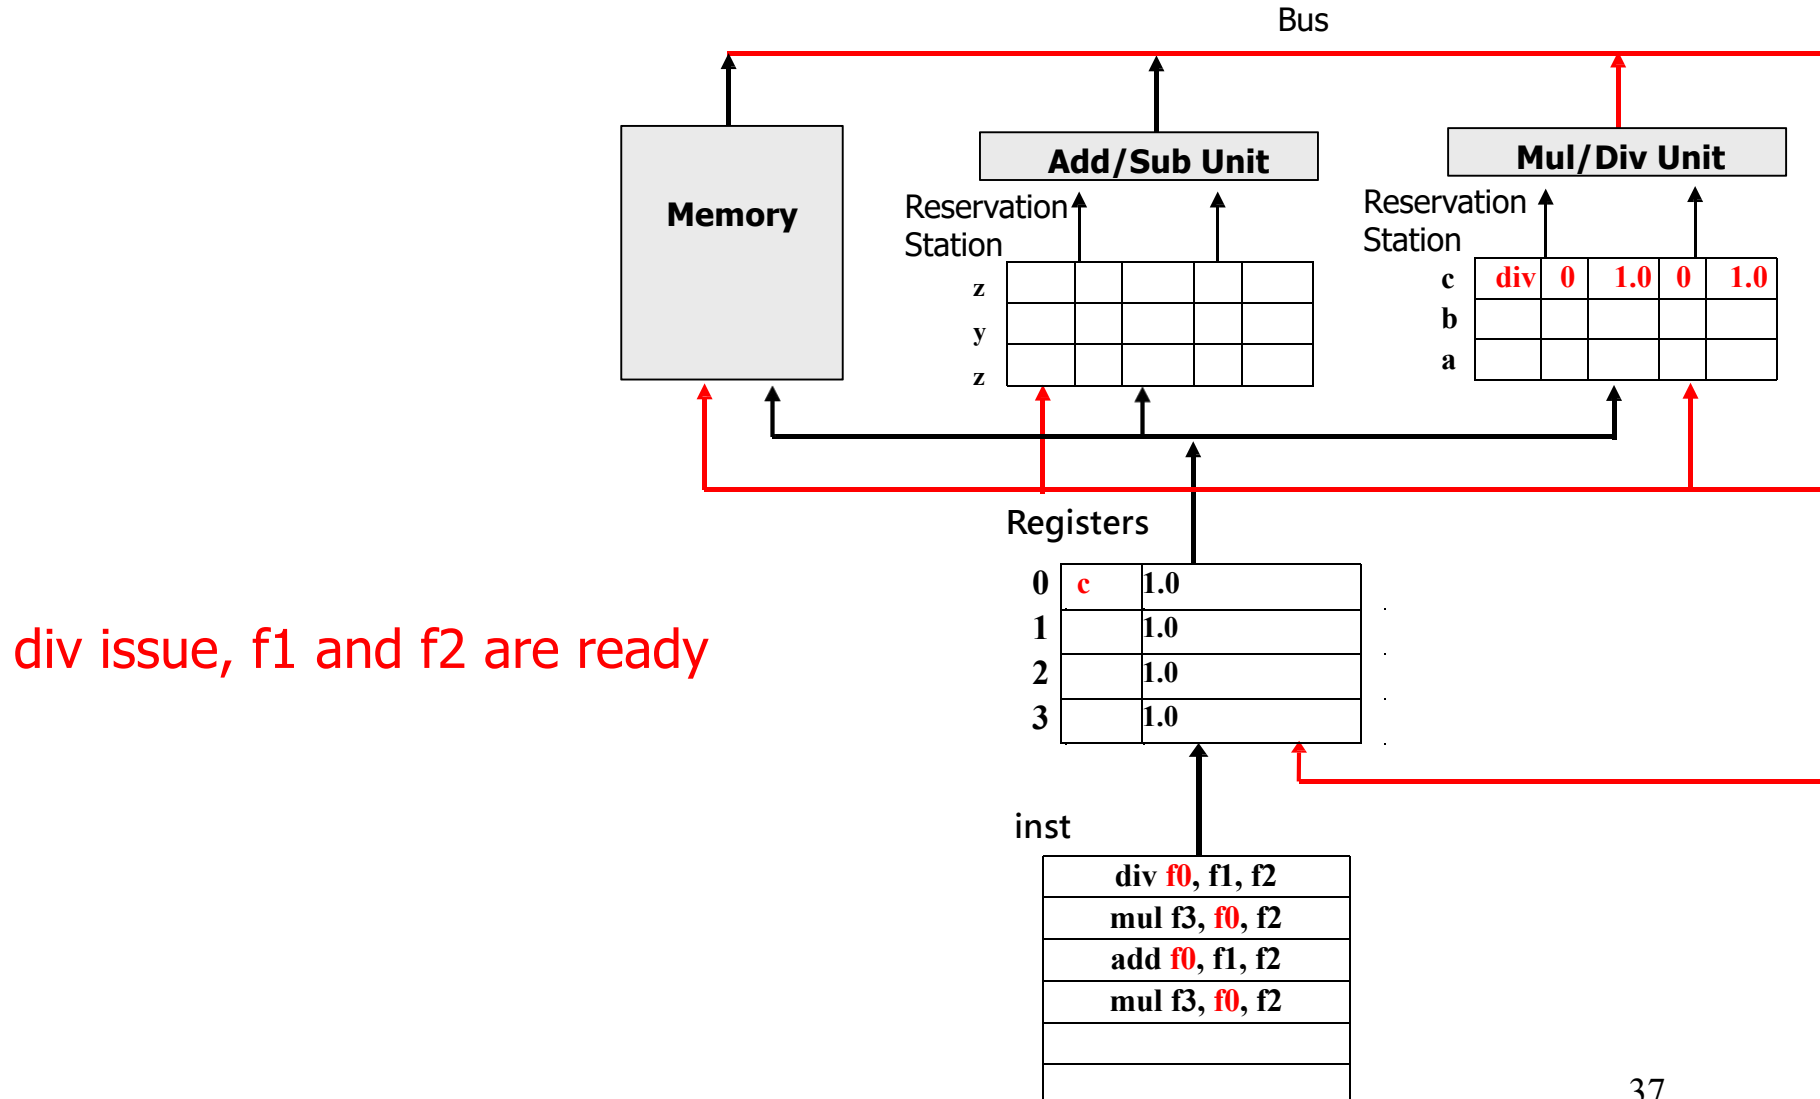 Bus
Memory
Add/Sub Unit
Mul/Div Unit
Reservation
Station
Reservation
Station
z
y
z
c div 0 1.0 0 1.0
b
a
Registers
0 c 1.0
1 1.0
2 1.0
3 1.0
div issue, f1 and f2 are ready
inst
div f0, f1, f2
mul f3, f0, f2
add f0, f1, f2
mul f3, f0, f2
37